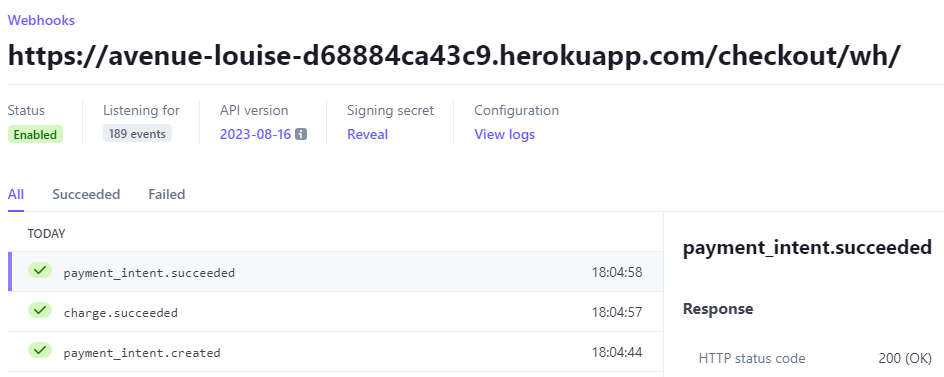 Webhooks
https://avenue-louise-d68884ca43c9.herokuapp.com/checkout/wh/
Status Listening for API version Signing secret Configuration
Enabled 189 events 2023-08-16 Reveal View logs
All Succeeded Failed
TODAY
payment_intent.succeeded 18:04:58
charge.succeeded 18:04:57
payment_intent.created 18:04:44
payment_intent.succeeded
Response
HTTP status code 200 (OK)